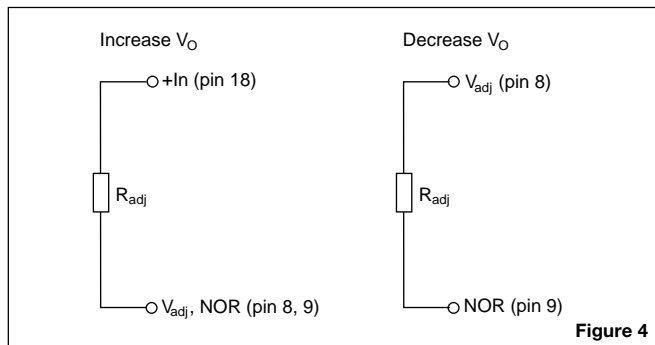 Increase VO
+In (pin 18)
Radj
Vadj, NOR (pin 8, 9)
Decrease VO
Vadj (pin 8)
Radj
NOR (pin 9)
Figure 4